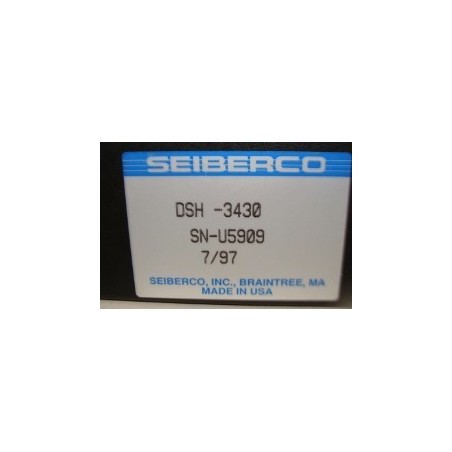 SEIBERCO
DSH -3430
SN-U5909
7/97
SEIBERCO, INC., BRAINTREE, MA
MADE IN USA